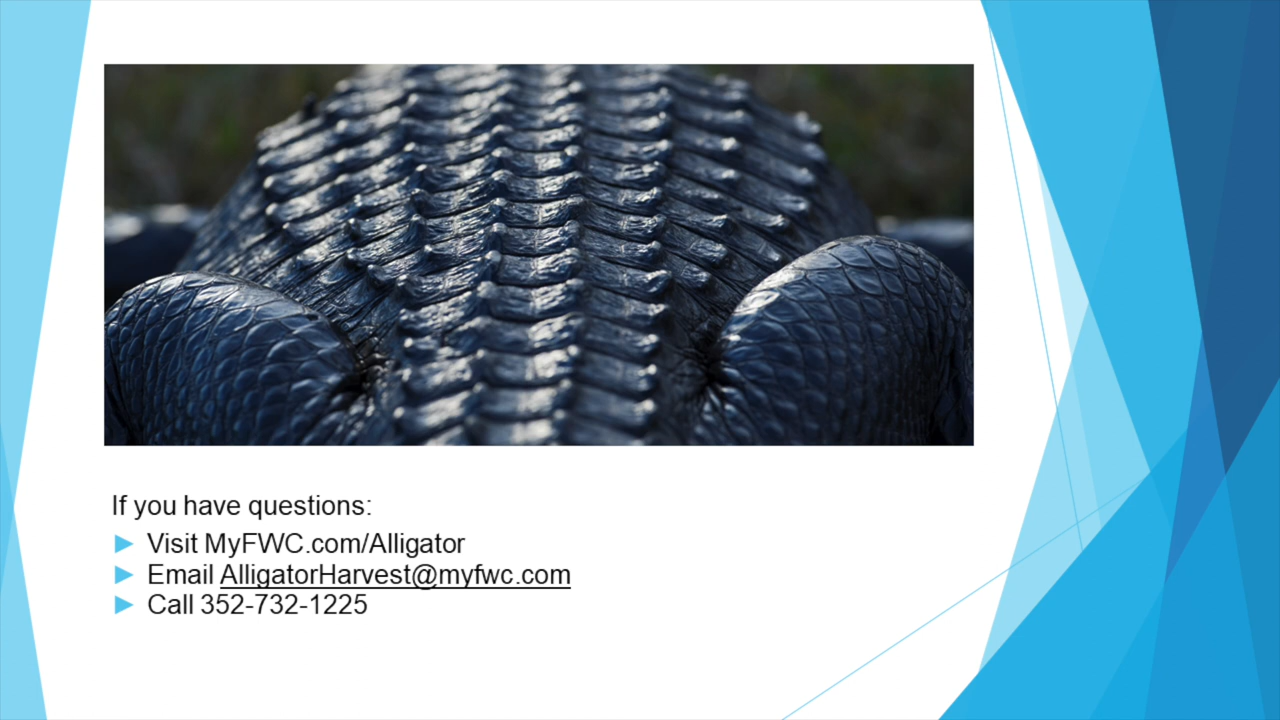 If you have questions:
Visit MyFWC.com/Alligator
Email AlligatorHarvest@myfwc.com
Call 352-732-1225